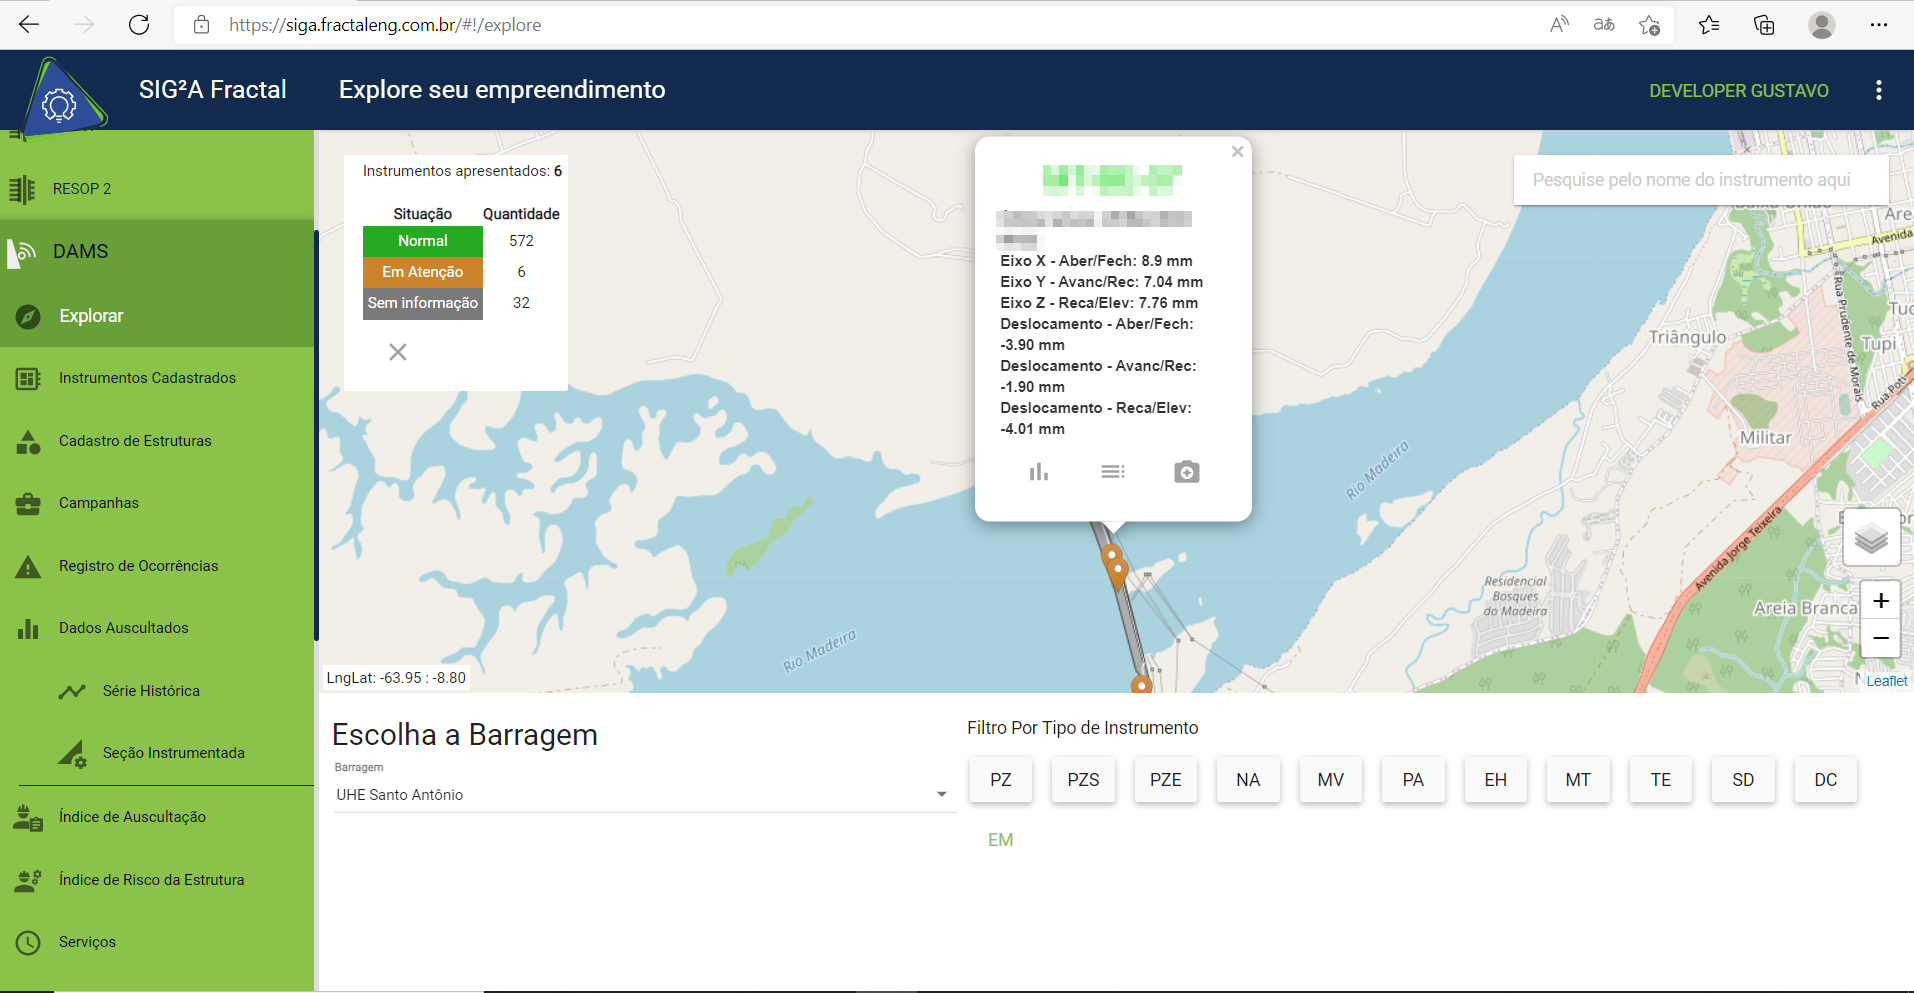 https://siga.fractaleng.com.br/#!/explore
SIG²A Fractal
Explore seu empreendimento
DEVELOPER GUSTAVO
RESOP 2
DAMS
Explorar
Instrumentos Cadastrados
Cadastro de Estruturas
Campanhas
Registro de Ocorrências
Dados Auscultados
Série Histórica
Seção Instrumentada
Índice de Auscultação
Índice de Risco da Estrutura
Serviços
Instrumentos apresentados: 6
Situação Quantidade
Normal 572
Em Atenção 6
Sem informação 32
Eixo X - Aber/Fech: 8.9 mm
Eixo Y - Avanc/Rec: 7.04 mm
Eixo Z - Reca/Elev: 7.76 mm
Deslocamento - Aber/Fech:
-3.90 mm
Deslocamento - Avanc/Rec:
-1.90 mm
Deslocamento - Reca/Elev:
-4.01 mm
Pesquise pelo nome do instrumento aqui
Avenida
Rua Prudente de Morais
Triângulo
Tupi
Rua Poti
Militar
Rio Madeira
Avenida Jorge Teixeira
Residencial
Bosques
do Madeira
Areia Branca
Rio Madeira
+
−
LngLat: -63.95 : -8.80
Leaflet
Escolha a Barragem
Barragem
UHE Santo Antônio
Filtro Por Tipo de Instrumento
PZ PZS PZE NA MV PA EH MT TE SD DC
EM